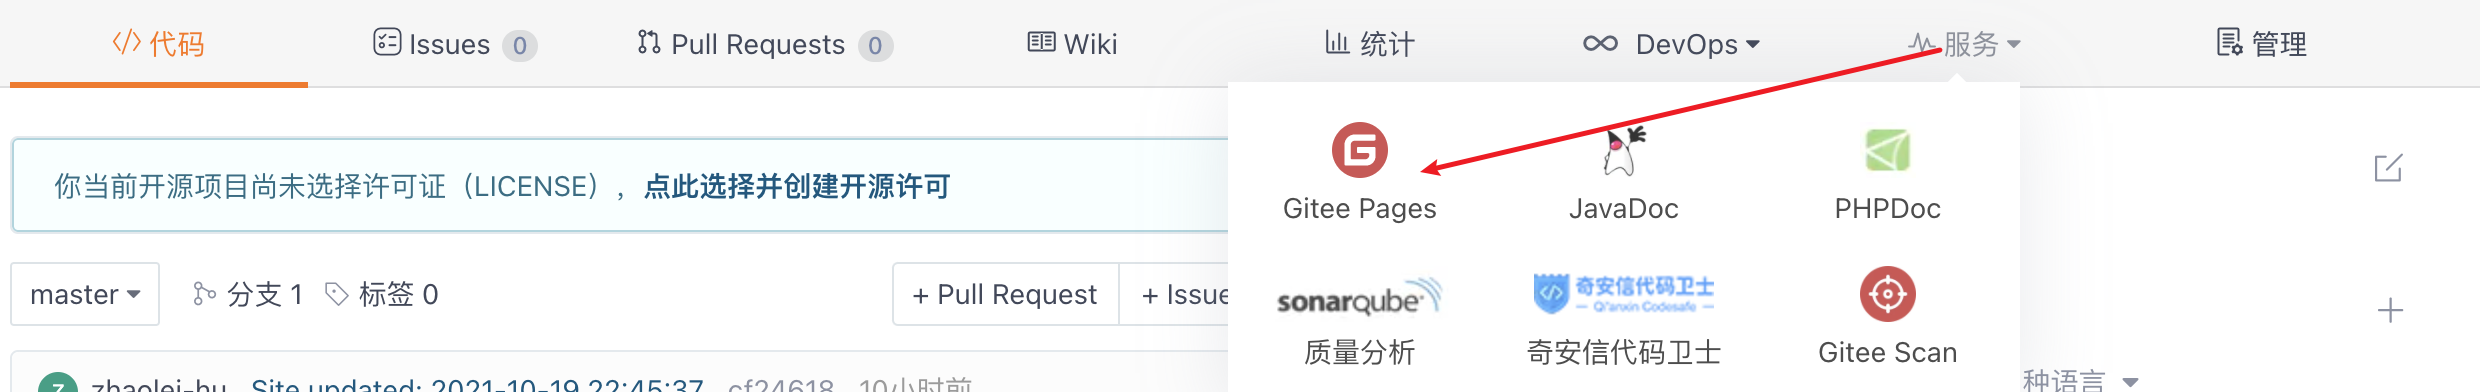 代码
Issues 0
Pull Requests 0
Wiki
统计
DevOps
服务
管理
Gitee Pages
JavaDoc
PHPDoc
你当前开源项目尚未选择许可证（LICENSE），点此选择并创建开源许可
master
分支 1
标签 0
+ Pull Request
+ Issue
sonarqube
奇安信代码卫士
Qi'anxin Codesafe
质量分析
奇安信代码卫士
Gitee Scan
Z zhaolei-hu Site updated: 2021-10-19 22:45:37 cf24618 10小时前
种语言